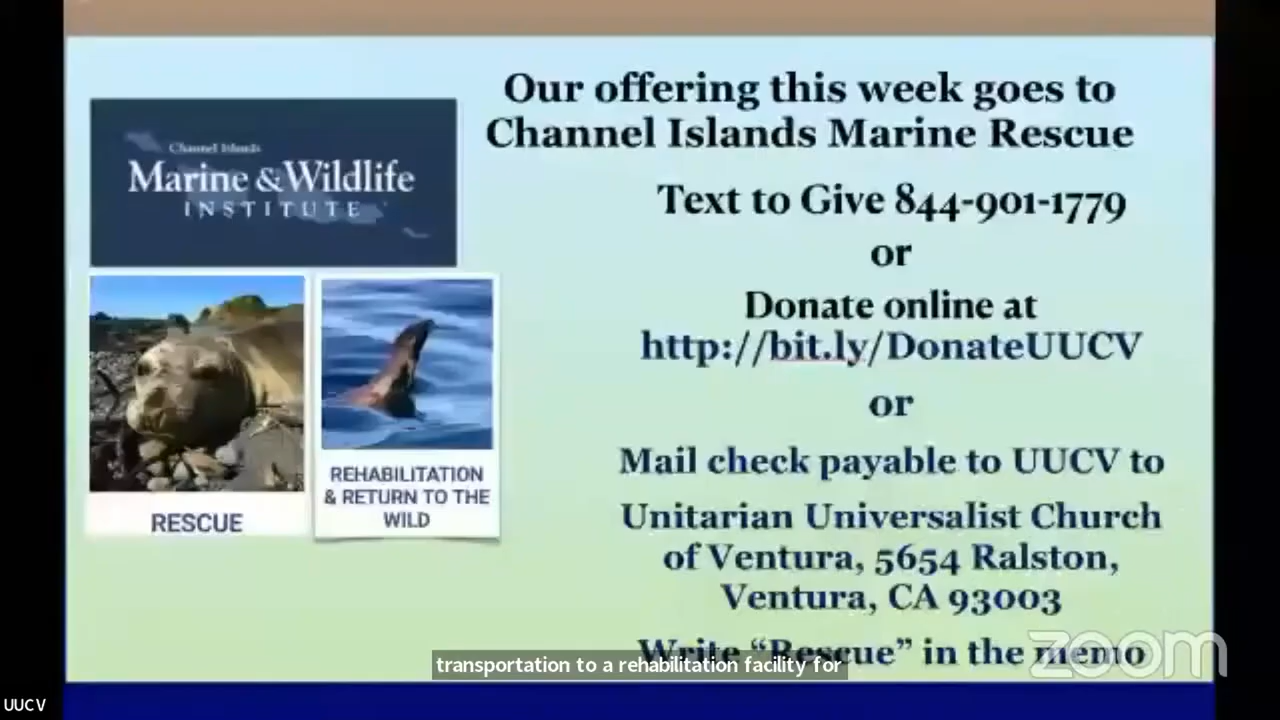 Our offering this week goes to
Channel Islands Marine Rescue
Channel Islands
Marine & Wildlife
INSTITUTE
Text to Give 844-901-1779
or
Donate online at
http://bit.ly/DonateUUCV
or
Mail check payable to UUCV to
Unitarian Universalist Church
of Ventura, 5654 Ralston,
Ventura, CA 93003
Write “Rescue” in the memo
RESCUE
REHABILITATION
& RETURN TO THE
WILD
transportation to a rehabilitation facility for
zoom
UUCV